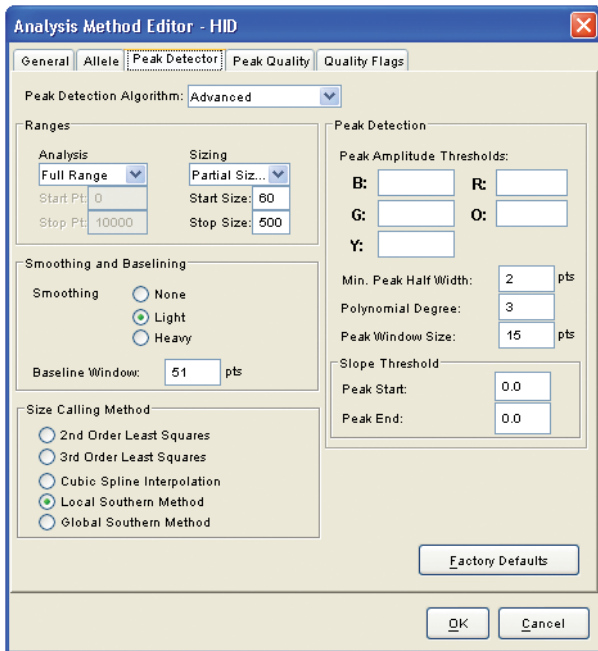 Analysis Method Editor - HID
General Allele Peak Detector Peak Quality Quality Flags
Peak Detection Algorithm: Advanced
Ranges
Analysis Sizing
Full Range Partial Siz...
Start Pt: 0 Start Size: 60
Stop Pt: 10000 Stop Size: 500
Smoothing and Baselining
Smoothing None
Light
Heavy
Baseline Window: 51 pts
Size Calling Method
2nd Order Least Squares
3rd Order Least Squares
Cubic Spline Interpolation
Local Southern Method
Global Southern Method
Peak Detection
Peak Amplitude Thresholds:
B: R:
G: O:
Y:
Min. Peak Half Width: 2 pts
Polynomial Degree: 3
Peak Window Size: 15 pts
Slope Threshold
Peak Start: 0.0
Peak End: 0.0
Factory Defaults
OK Cancel